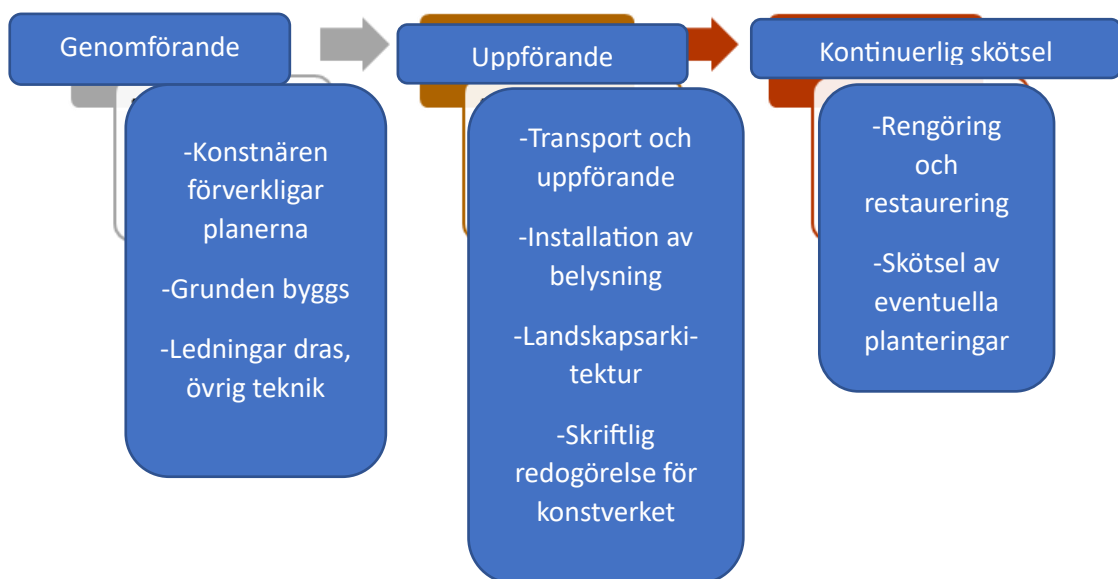 Genomförande
-Konstnären
förverkligar
planerna
-Grunden byggs
-Ledningar dras,
övrig teknik
Uppförande
-Transport och
uppförande
-Installation av
belysning
-Landskapsarki-
tektur
-Skriftlig
redogörelse för
konstverket
Kontinuerlig skötsel
-Rengöring
och
restaurering
-Skötsel av
eventuella
planteringar